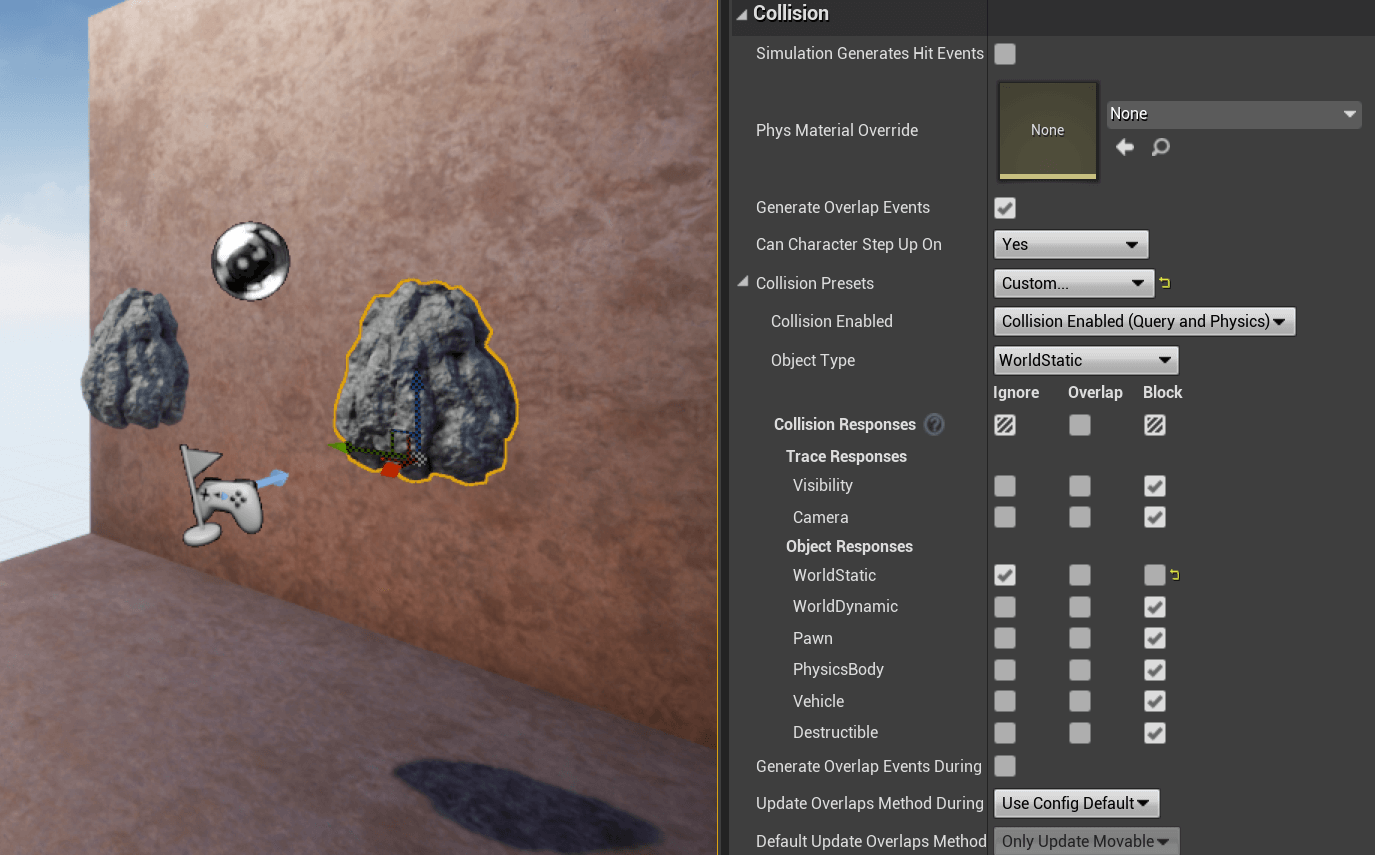 Collision
Simulation Generates Hit Events
Phys Material Override
None
None
Generate Overlap Events
Can Character Step Up On
Yes
Collision Presets
Custom...
Collision Enabled
Collision Enabled (Query and Physics)
Object Type
WorldStatic
Ignore Overlap Block
Collision Responses ?
Trace Responses
Visibility
Camera
Object Responses
WorldStatic
WorldDynamic
Pawn
PhysicsBody
Vehicle
Destructible
Generate Overlap Events During
Update Overlaps Method During
Use Config Default
Default Update Overlaps Method
Only Update Movable